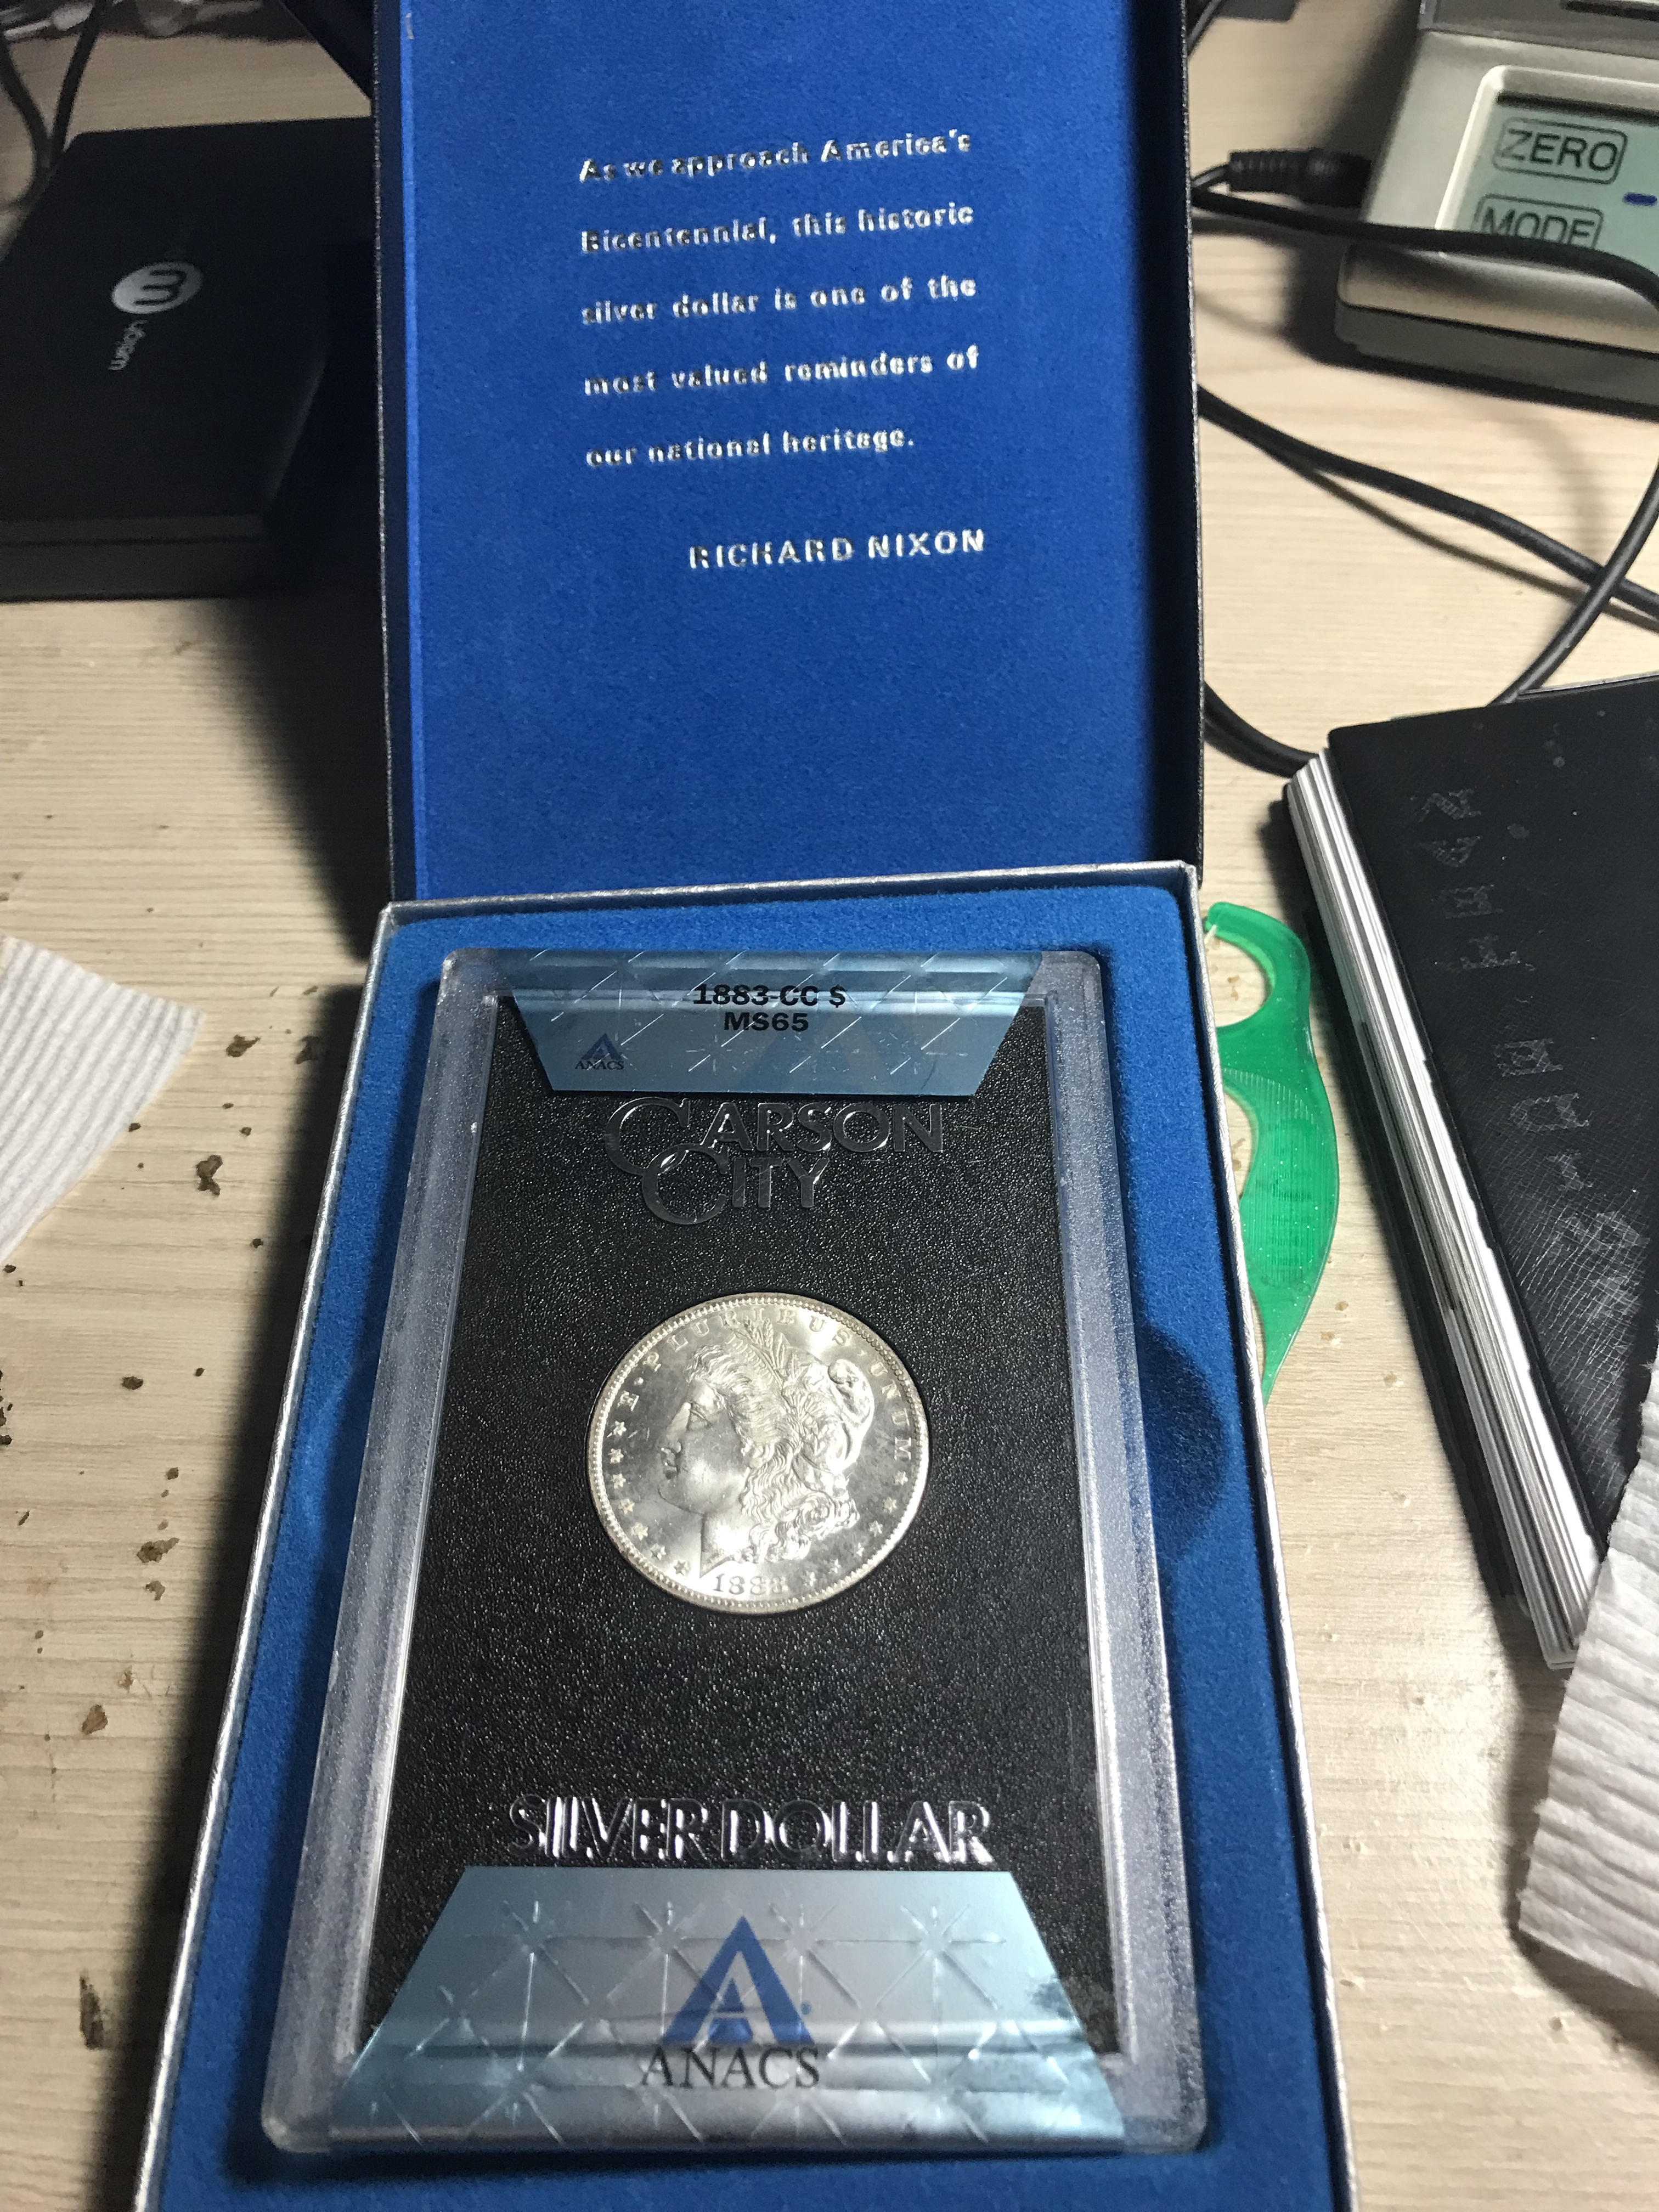 As we approach America's
Bicentennial, this historic
silver dollar is one of the
most valued reminders of
our national heritage.
RICHARD NIXON
ZERO
MODE
1883-CC $
MS65
ANACS
CARSON
CITY
E · PLURIBUS · UNUM
1883
SILVER DOLLAR
ANACS